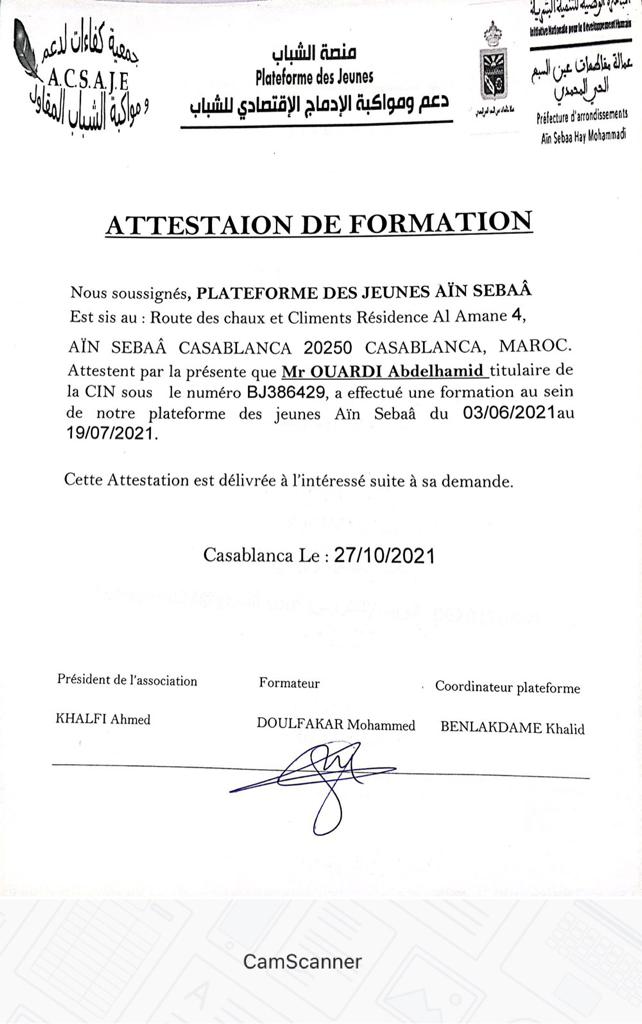 جمعية كفاءات لدعم
A.C.S.A.J.E
ومواكبة الشباب المقاول
منصة الشباب
Plateforme des Jeunes
دعم ومواكبة الإدماج الإقتصادي للشباب
Initiative Nationale pour le Développement Humain
عمالة مقاطعات عين السبع
الحي المحمدي
Préfecture d'arrondissements
Aïn Sebaa Hay Mohammadi
ATTESTAION DE FORMATION
Nous soussignés, PLATEFORME DES JEUNES AÏN SEBAÂ
Est sis au : Route des chaux et Climents Résidence Al Amane 4,
AÏN SEBAÂ CASABLANCA 20250 CASABLANCA, MAROC.
Attestent par la présente que Mr OUARDI Abdelhamid titulaire de
la CIN sous le numéro BJ386429, a effectué une formation au sein
de notre plateforme des jeunes Aïn Sebaâ du 03/06/2021au
19/07/2021.
Cette Attestation est délivrée à l'intéressé suite à sa demande.
Casablanca Le : 27/10/2021
Président de l'association
Formateur
Coordinateur plateforme
KHALFI Ahmed
DOULFAKAR Mohammed
BENLAKDAME Khalid
CamScanner